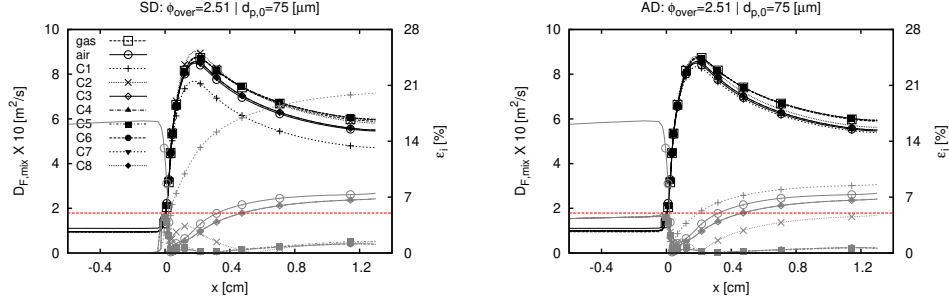 SD: ϕover=2.51 | dp,0=75 [μm]
10
8
6
4
2
0
DF,mix X 10 [m²/s]
gas
air
C1
C2
C3
C4
C5
C6
C7
C8
28
21
14
7
0
εi [%]
-0.4 0 0.4 0.8 1.2
x [cm]
AD: ϕover=2.51 | dp,0=75 [μm]
10
8
6
4
2
0
DF,mix X 10 [m²/s]
28
21
14
7
0
εi [%]
-0.4 0 0.4 0.8 1.2
x [cm]